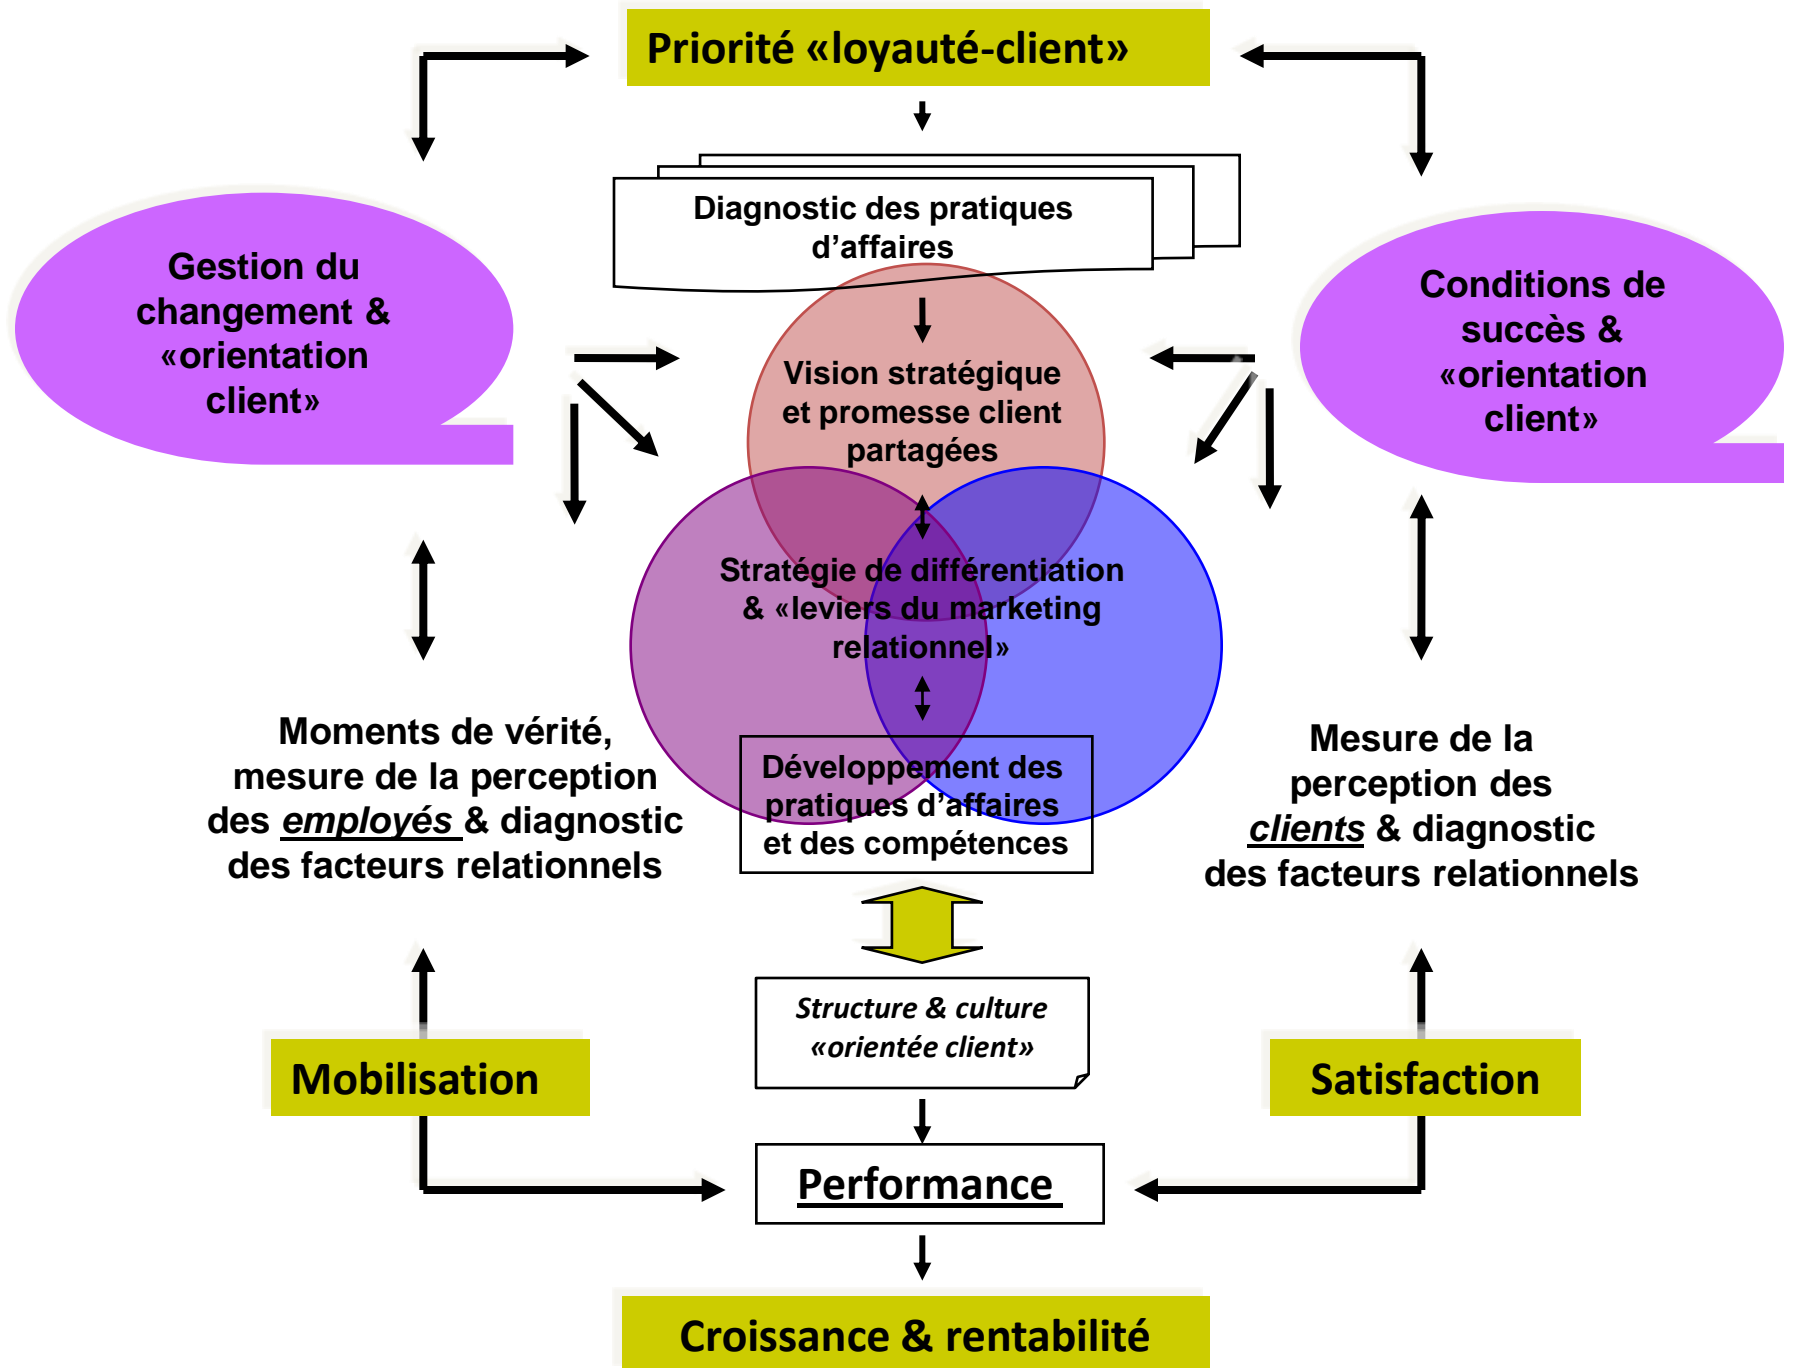 Priorité «loyauté-client»
Diagnostic des pratiques
d’affaires
Gestion du
changement &
«orientation
client»
Conditions de
succès &
«orientation
client»
Vision stratégique
et promesse client
partagées
Stratégie de différentiation
& «leviers du marketing
relationnel»
Développement des
pratiques d’affaires
et des compétences
Moments de vérité,
mesure de la perception
des employés & diagnostic
des facteurs relationnels
Mesure de la
perception des
clients & diagnostic
des facteurs relationnels
Structure & culture
«orientée client»
Mobilisation
Satisfaction
Performance
Croissance & rentabilité